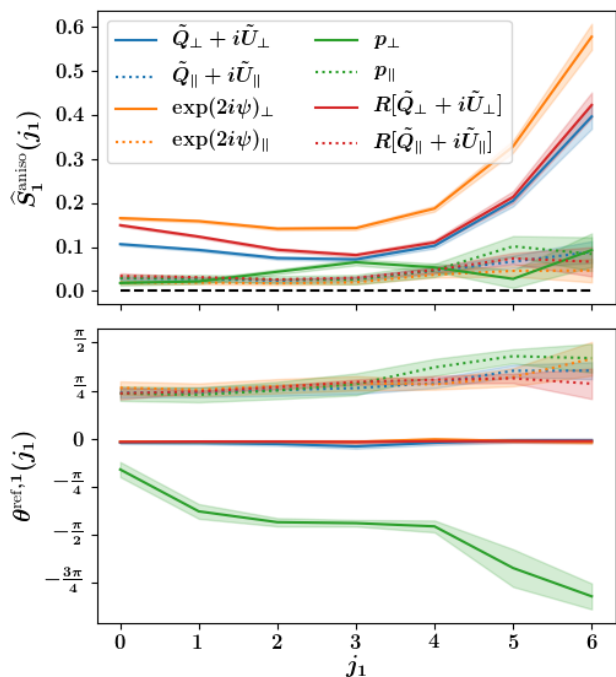 0.6
0.5
0.4
0.3
0.2
0.1
0.0
Ŝ₁ᵃⁿⁱˢᵒ(j₁)
Q̃⊥ + iŨ⊥
Q̃∥ + iŨ∥
exp(2iψ)⊥
exp(2iψ)∥
p⊥
p∥
R[Q̃⊥ + iŨ⊥]
R[Q̃∥ + iŨ∥]
π/2
π/4
0
−π/4
−π/2
−3π/4
θ^{ref,1}(j₁)
0 1 2 3 4 5 6
j₁